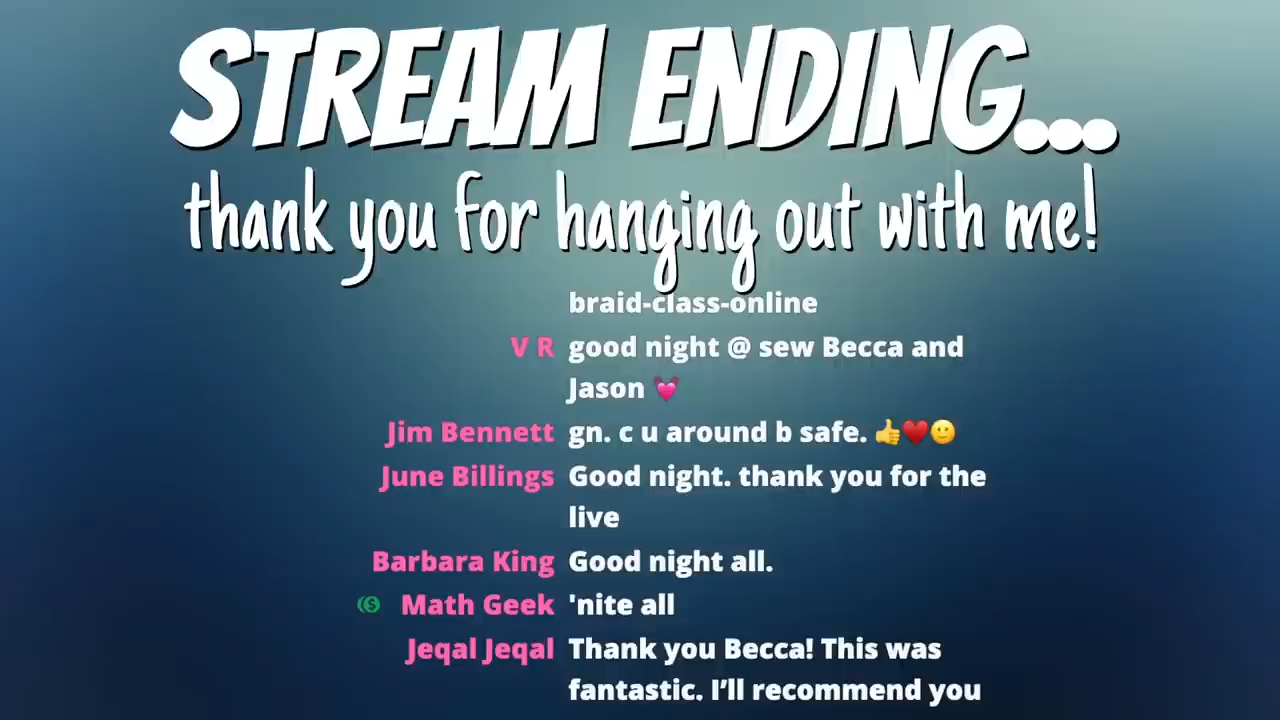 STREAM ENDING...
thank you for hanging out with me!
braid-class-online
V R good night @ sew Becca and
Jason 💓
Jim Bennett gn. c u around b safe. 👍❤️🙂
June Billings Good night. thank you for the
live
Barbara King Good night all.
Math Geek 'nite all
Jeqal Jeqal Thank you Becca! This was
fantastic. I’ll recommend you